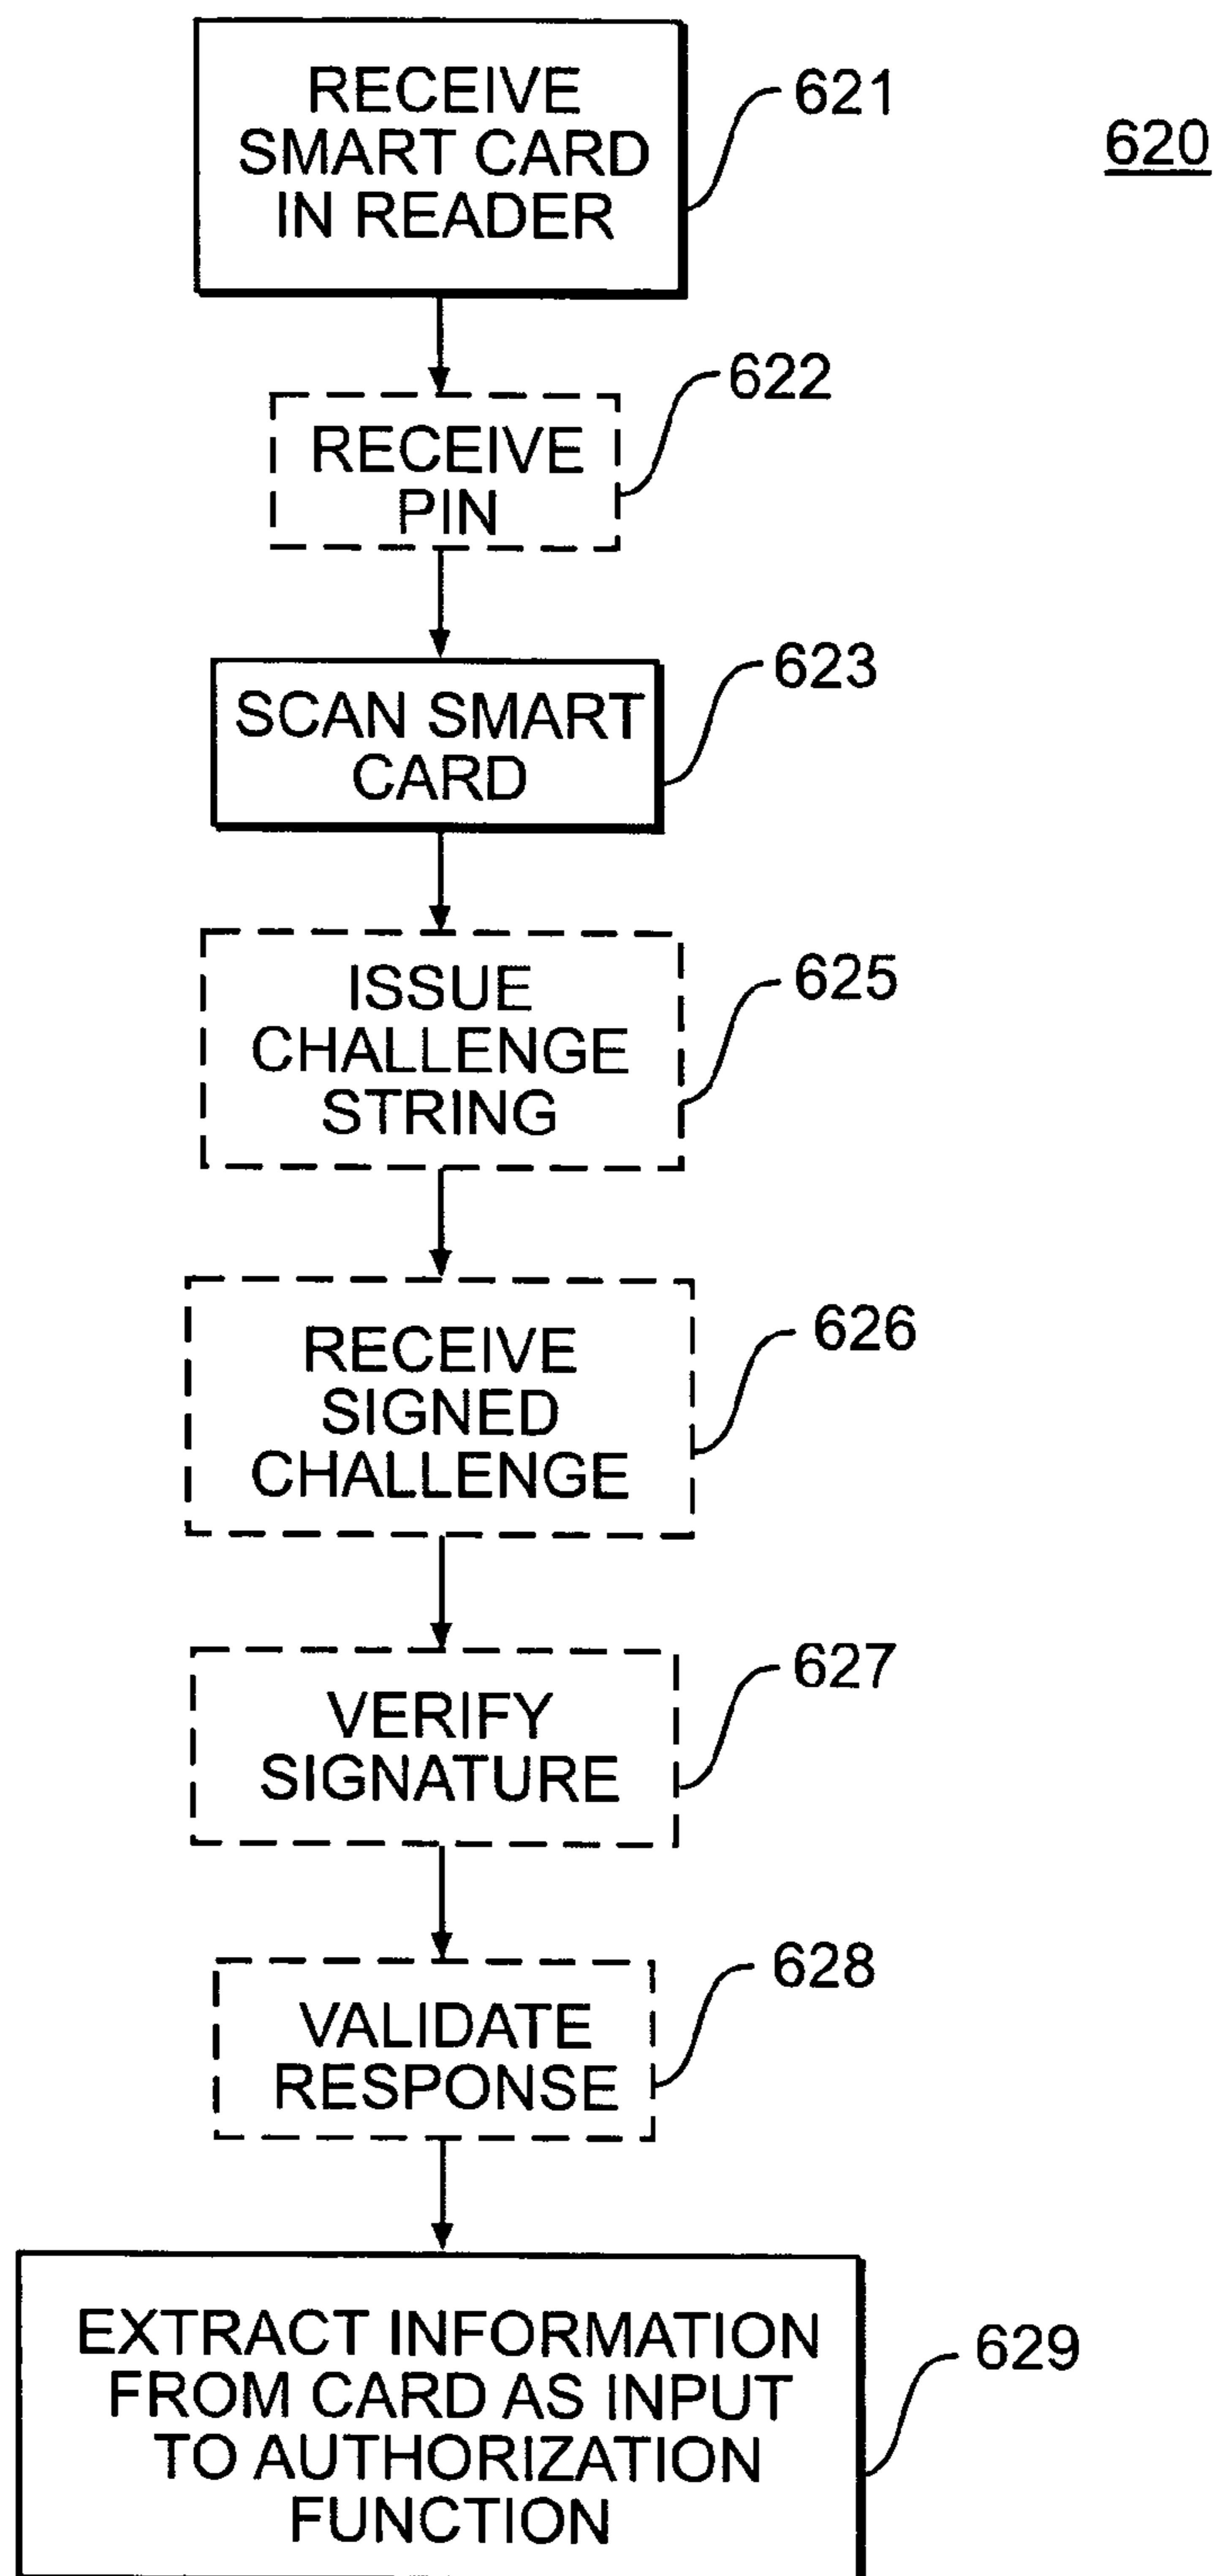 RECEIVE
SMART CARD
IN READER
621
620
RECEIVE
PIN
622
SCAN SMART
CARD
623
ISSUE
CHALLENGE
STRING
625
RECEIVE
SIGNED
CHALLENGE
626
VERIFY
SIGNATURE
627
VALIDATE
RESPONSE
628
EXTRACT INFORMATION
FROM CARD AS INPUT
TO AUTHORIZATION
FUNCTION
629